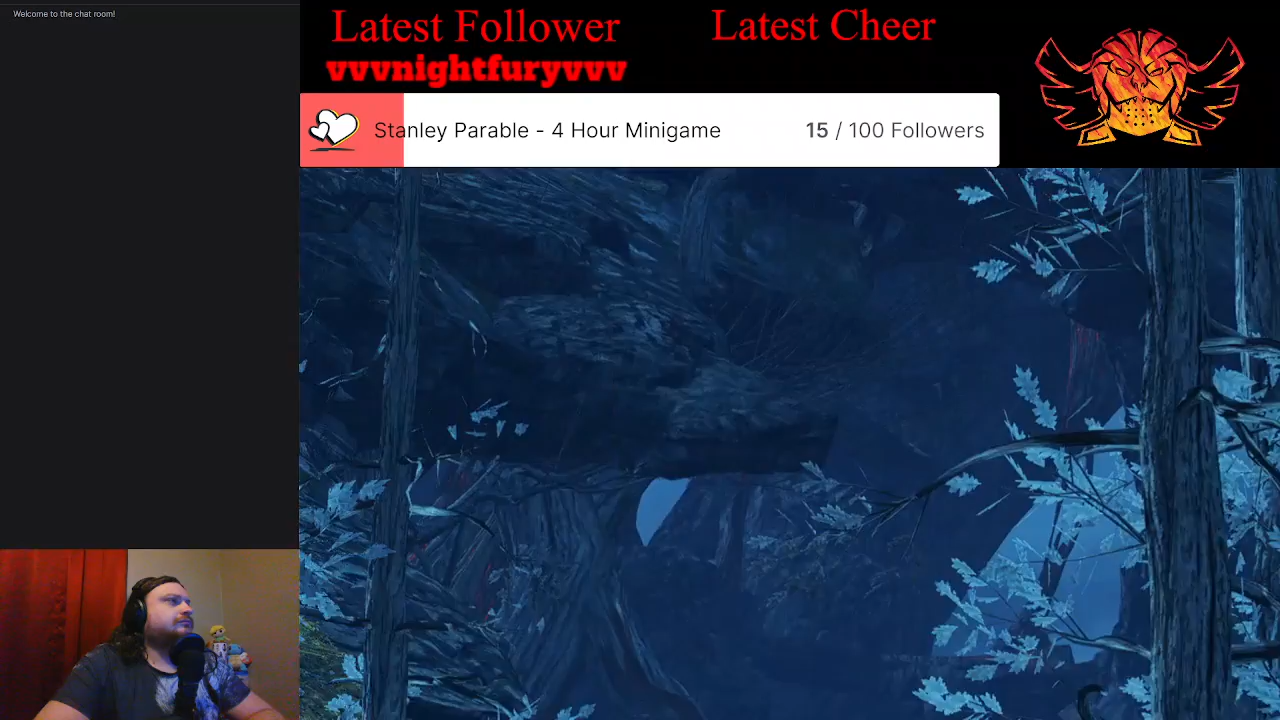 Welcome to the chat room!
Latest Follower
vvvnightfuryvvv
Latest Cheer
Stanley Parable - 4 Hour Minigame
15 / 100 Followers